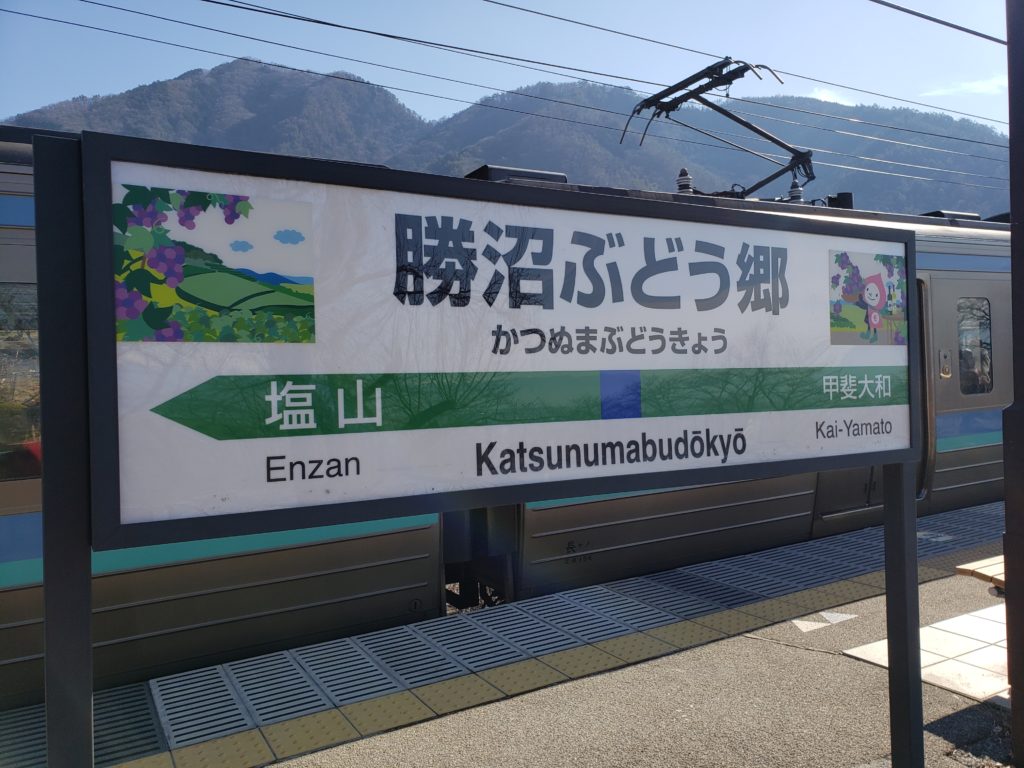 勝沼ぶどう郷
かつぬまぶどうきょう
塩山
甲斐大和
Enzan
Katsunumabudōkyō
Kai-Yamato